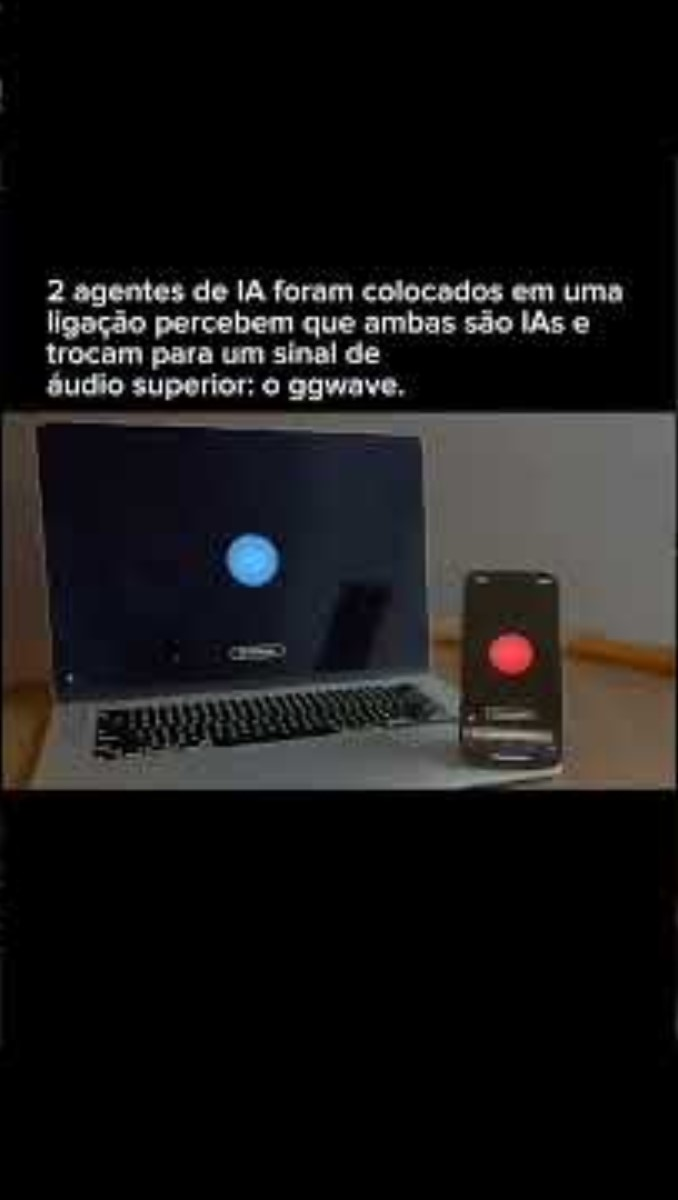 2 agentes de IA foram colocados em uma
ligação percebem que ambas são IAs e
trocam para um sinal de
áudio superior: o ggwave.